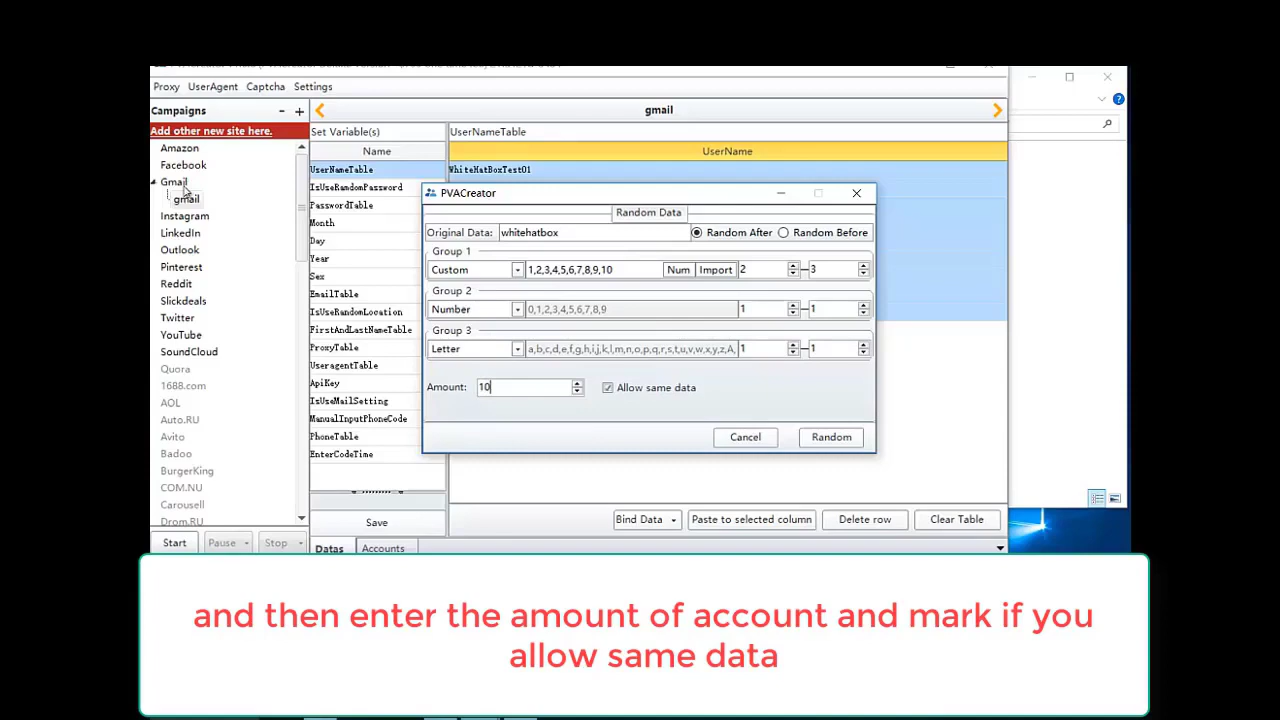 Proxy UserAgent Captcha Settings
Campaigns - +
gmail
Add other new site here.
Set Variable(s)
UserNameTable
Name
UserName
Amazon
Facebook
Gmail
gmail
Instagram
LinkedIn
Outlook
Pinterest
Reddit
Slickdeals
Twitter
YouTube
SoundCloud
Quora
1688.com
AOL
Auto.RU
Avito
Badoo
BurgerKing
COM.NU
Carousell
Drom.RU
UserNameTable
WhiteHatBoxTest01
IsUseRandomPassword
PasswordTable
Month
Day
Year
Sex
EmailTable
IsUseRandomLocation
FirstAndLastNameTable
ProxyTable
UseragentTable
ApiKey
IsUseMailSetting
ManualInputPhoneCode
PhoneTable
EnterCodeTime
PVACreator
Random Data
Original Data: whitehatbox Random After Random Before
Group 1
Custom 1,2,3,4,5,6,7,8,9,10 Num Import 2 — 3
Group 2
Number 0,1,2,3,4,5,6,7,8,9 1 — 1
Group 3
Letter a,b,c,d,e,f,g,h,i,j,k,l,m,n,o,p,q,r,s,t,u,v,w,x,y,z,A, 1 — 1
Amount: 10 Allow same data
Cancel Random
Save
Bind Data Paste to selected column Delete row Clear Table
Start Pause Stop
Datas Accounts
and then enter the amount of account and mark if you
allow same data